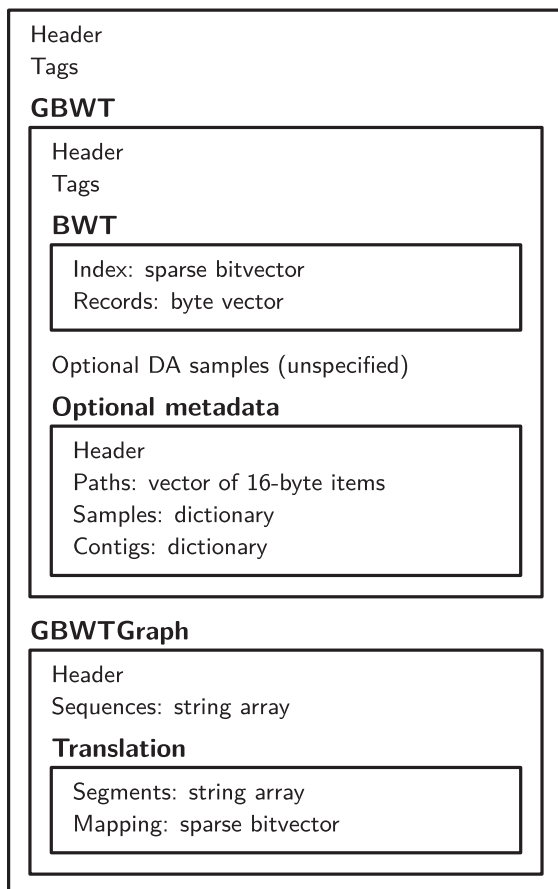 Header
Tags
GBWT
Header
Tags
BWT
Index: sparse bitvector
Records: byte vector
Optional DA samples (unspecified)
Optional metadata
Header
Paths: vector of 16-byte items
Samples: dictionary
Contigs: dictionary
GBWTGraph
Header
Sequences: string array
Translation
Segments: string array
Mapping: sparse bitvector